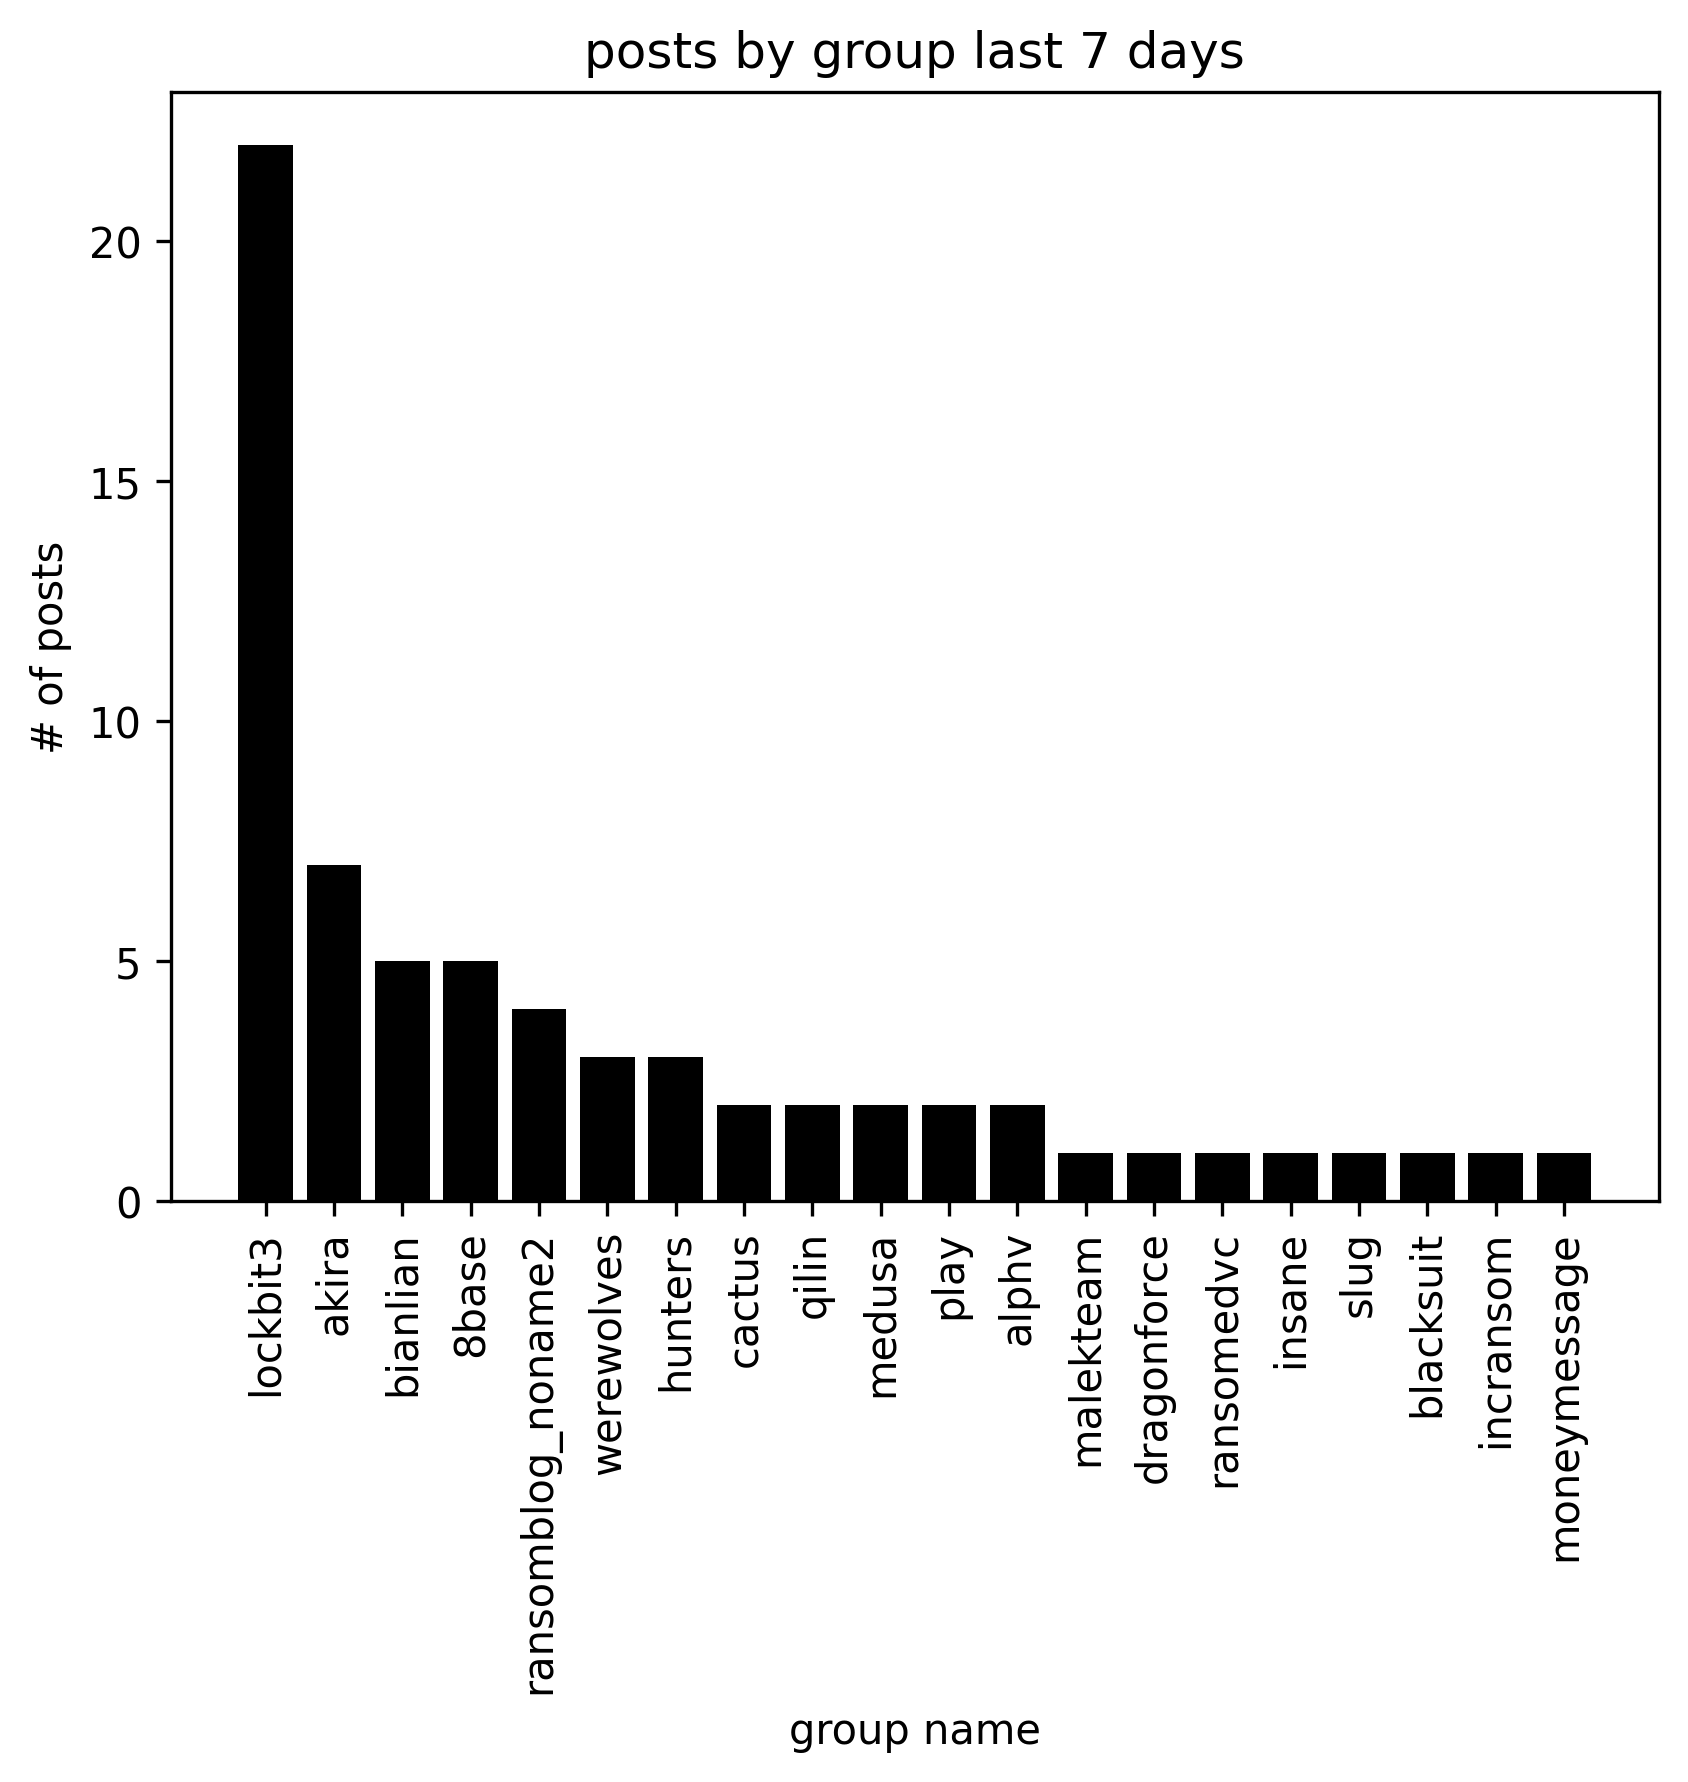 posts by group last 7 days
# of posts
20
15
10
5
0
lockbit3
akira
bianlian
8base
ransomblog_noname2
werewolves
hunters
cactus
qilin
medusa
play
alphv
malekteam
dragonforce
ransomedvc
insane
slug
blacksuit
incransom
moneymessage
group name